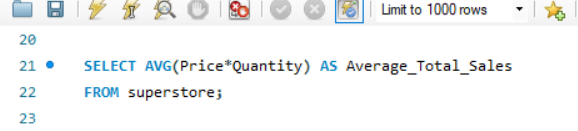 Limit to 1000 rows
20
21 SELECT AVG(Price*Quantity) AS Average_Total_Sales
22 FROM superstore;
23